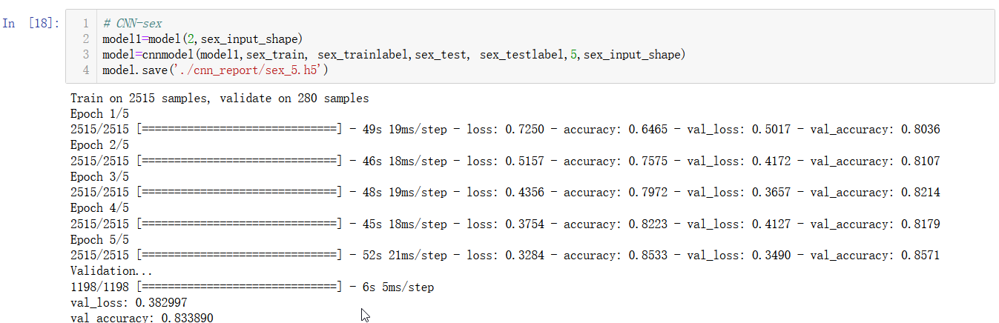 In [18]:
1 # CNN-sex
2 model1=model(2,sex_input_shape)
3 model=cnnmodel(model1,sex_train, sex_trainlabel,sex_test, sex_testlabel,5,sex_input_shape)
4 model.save('./cnn_report/sex_5.h5')
Train on 2515 samples, validate on 280 samples
Epoch 1/5
2515/2515 [==============================] - 49s 19ms/step - loss: 0.7250 - accuracy: 0.6465 - val_loss: 0.5017 - val_accuracy: 0.8036
Epoch 2/5
2515/2515 [==============================] - 46s 18ms/step - loss: 0.5157 - accuracy: 0.7575 - val_loss: 0.4172 - val_accuracy: 0.8107
Epoch 3/5
2515/2515 [==============================] - 48s 19ms/step - loss: 0.4356 - accuracy: 0.7972 - val_loss: 0.3657 - val_accuracy: 0.8214
Epoch 4/5
2515/2515 [==============================] - 45s 18ms/step - loss: 0.3754 - accuracy: 0.8223 - val_loss: 0.4127 - val_accuracy: 0.8179
Epoch 5/5
2515/2515 [==============================] - 52s 21ms/step - loss: 0.3284 - accuracy: 0.8533 - val_loss: 0.3490 - val_accuracy: 0.8571
Validation...
1198/1198 [==============================] - 6s 5ms/step
val_loss: 0.382997
val accuracy: 0.833890